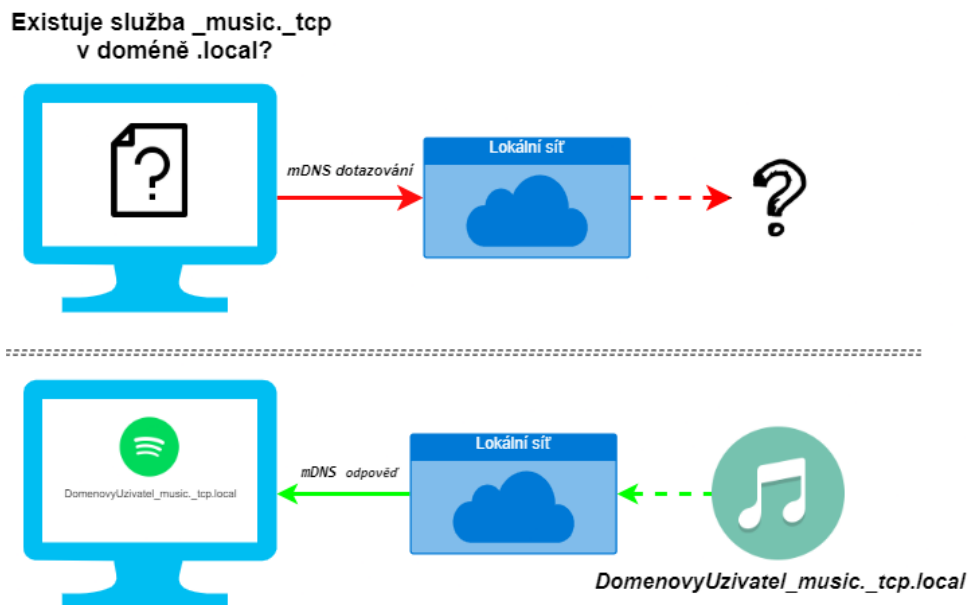 Existuje služba _music._tcp
v doméně .local?
mDNS dotazování
Lokální síť
mDNS odpověď
Lokální síť
DomenovyUzivatel_music._tcp.local
DomenovyUzivatel_music._tcp.local